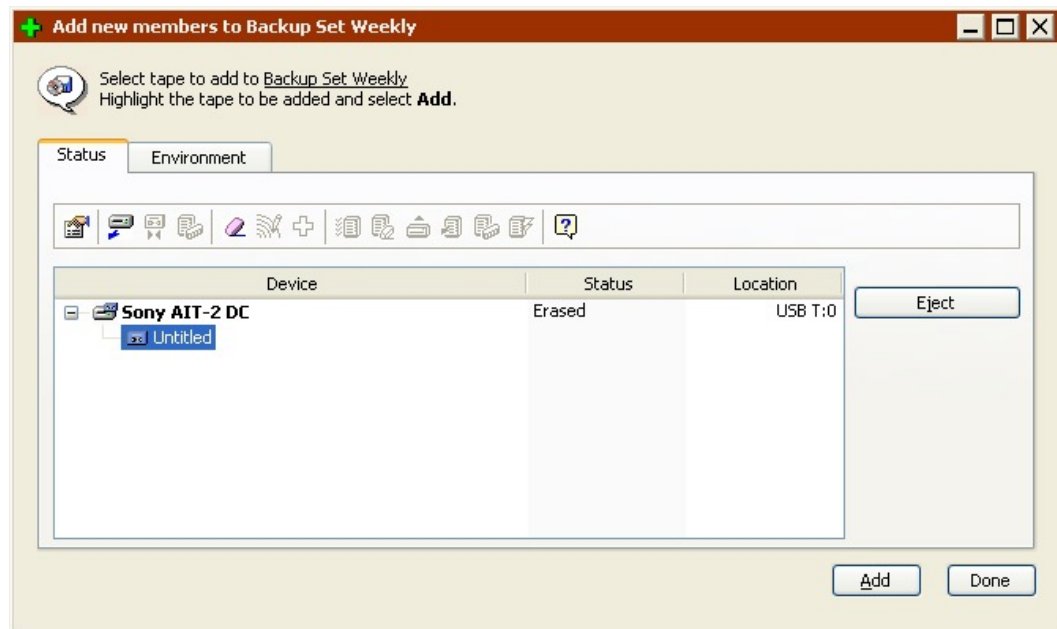 Add new members to Backup Set Weekly
Select tape to add to Backup Set Weekly
Highlight the tape to be added and select Add.
Status Environment
Device Status Location
Sony AIT-2 DC Erased USB T:0
Untitled
Eject
Add Done